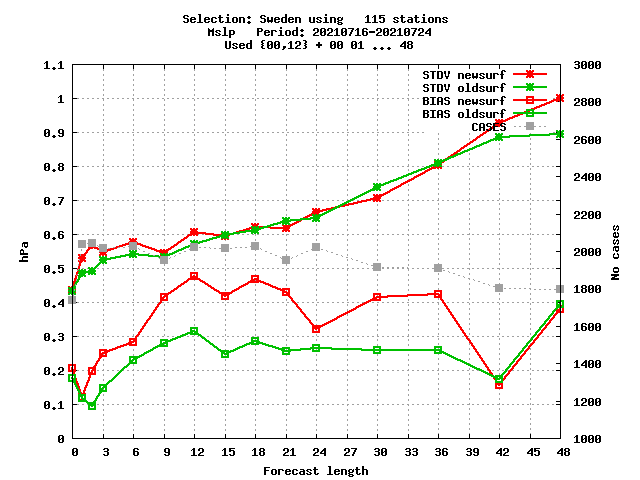 Selection: Sweden using   115 stations
Mslp   Period: 20210716-20210724
Used {00,12} + 00 01 ... 48
STDV newsurf
STDV oldsurf
BIAS newsurf
BIAS oldsurf
CASES
1.1
1
0.9
0.8
0.7
0.6
0.5
0.4
0.3
0.2
0.1
0
hPa
3000
2800
2600
2400
2200
2000
1800
1600
1400
1200
1000
No cases
0 3 6 9 12 15 18 21 24 27 30 33 36 39 42 45 48
Forecast length